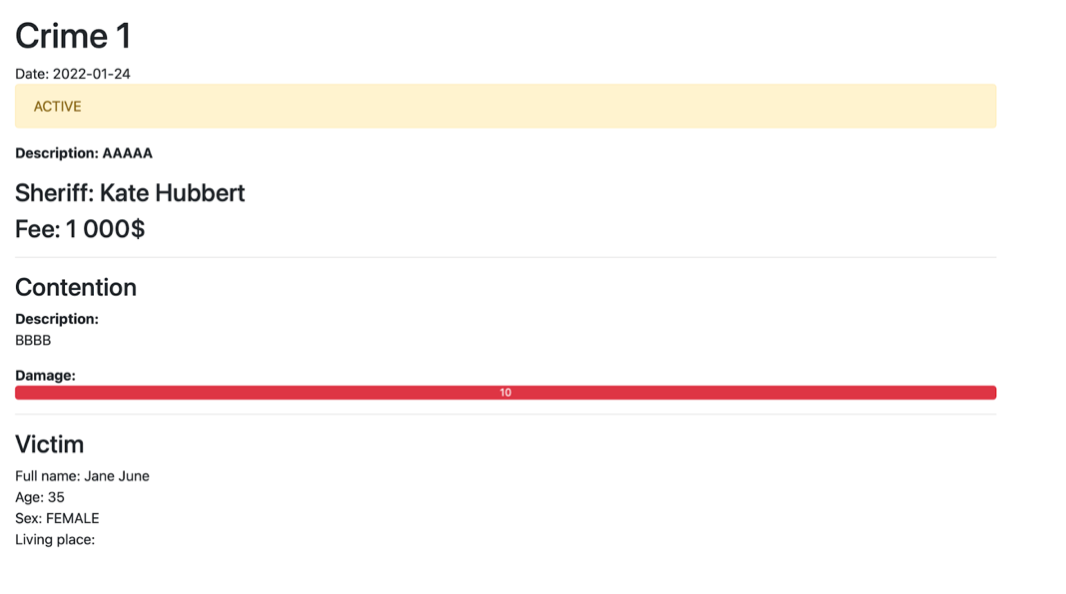 Crime 1
Date: 2022-01-24
ACTIVE
Description: AAAAA
Sheriff: Kate Hubbert
Fee: 1 000$
Contention
Description:
BBBB
Damage:
10
Victim
Full name: Jane June
Age: 35
Sex: FEMALE
Living place: